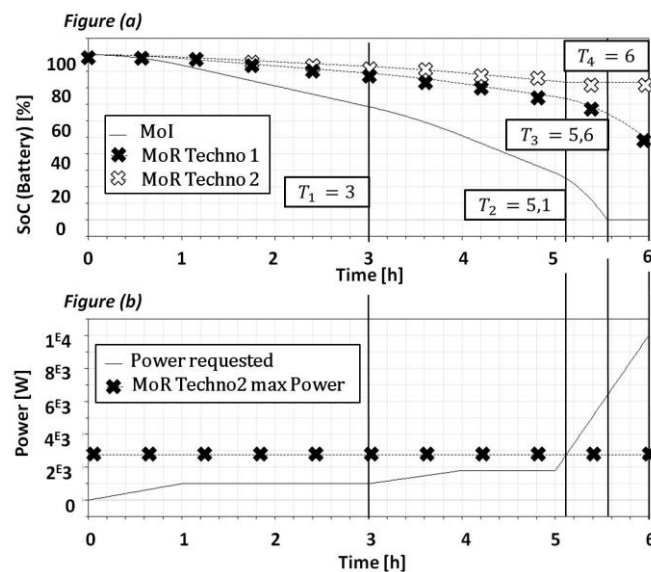 Figure (a)
SoC (Battery) [%]
100
80
60
40
20
0
MoI
MoR Techno 1
MoR Techno 2
T₁ = 3
T₂ = 5,1
T₃ = 5,6
T₄ = 6
0 1 2 3 4 5 6
Time [h]
Figure (b)
Power [W]
1ᴱ4
8ᴱ3
6ᴱ3
4ᴱ3
2ᴱ3
0
Power requested
MoR Techno2 max Power
0 1 2 3 4 5 6
Time [h]